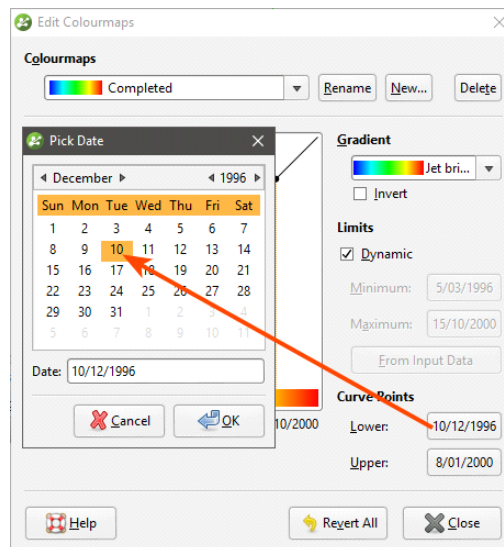 Edit Colourmaps
Colourmaps
Completed
Rename New... Delete
Pick Date
December 1996
Sun Mon Tue Wed Thu Fri Sat
1 2 3 4 5 6 7
8 9 10 11 12 13 14
15 16 17 18 19 20 21
22 23 24 25 26 27 28
29 30 31 1 2 3 4
5 6 7 8 9 10 11
Date: 10/12/1996
Cancel OK
10/2000
Gradient
Jet bri...
Invert
Limits
Dynamic
Minimum: 5/03/1996
Maximum: 15/10/2000
From Input Data
Curve Points
Lower: 10/12/1996
Upper: 8/01/2000
Help Revert All Close